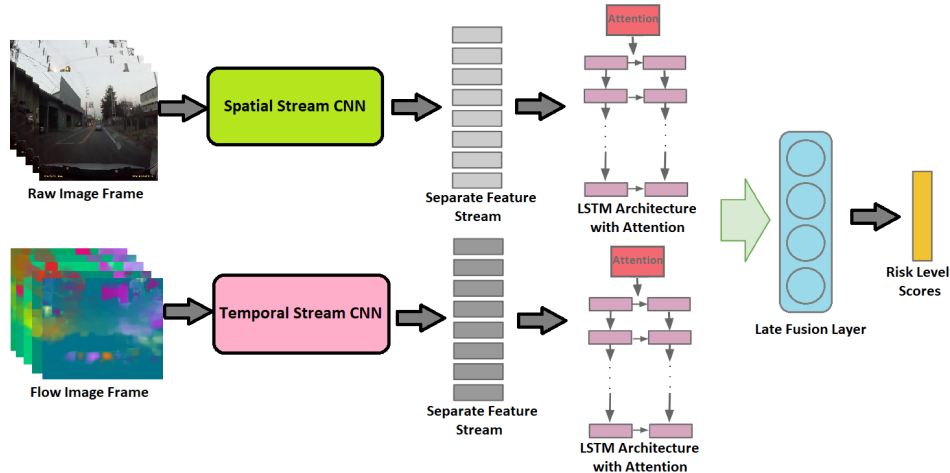 Attention
Spatial Stream CNN
Raw Image Frame
Separate Feature
Stream
LSTM Architecture
with Attention
Attention
Temporal Stream CNN
Flow Image Frame
Separate Feature
Stream
LSTM Architecture
with Attention
Late Fusion Layer
Risk Level
Scores